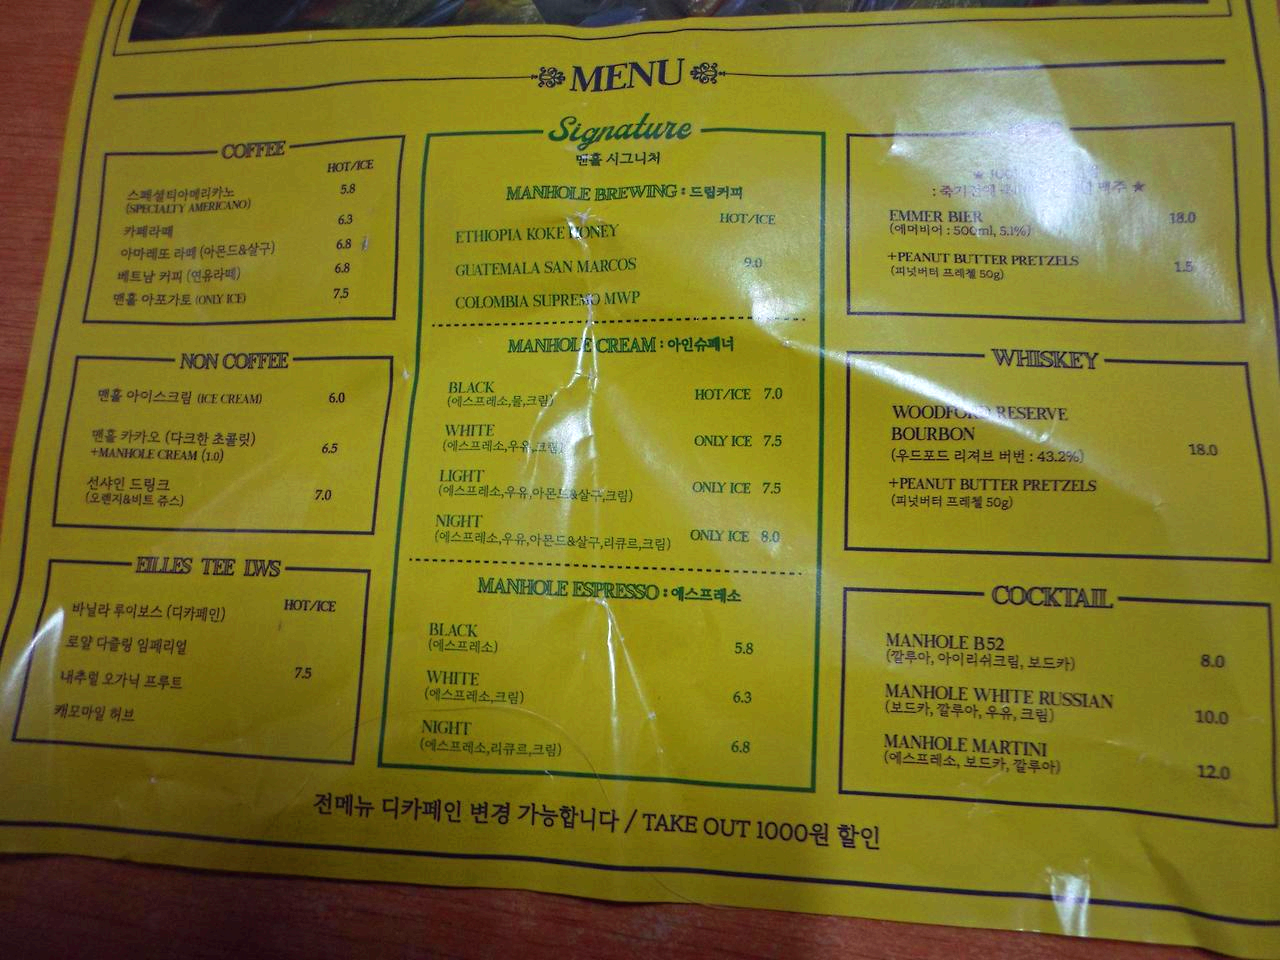 MENU
COFFEE
HOT/ICE
스페셜티아메리카노 5.8
(SPECIALTY AMERICANO)
카페라떼 6.3
아마레또 라떼 (아몬드&살구) 6.8
베트남 커피 (연유라떼) 6.8
맨홀 아포가토 (ONLY ICE) 7.5
NON COFFEE
맨홀 아이스크림 (ICE CREAM) 6.0
맨홀 카카오 (다크한 초콜릿) 6.5
+MANHOLE CREAM (1.0)
선샤인 드링크 7.0
(오렌지&비트 쥬스)
EILLES TEE LWS
바닐라 루이보스 (디카페인) HOT/ICE
로얄 다즐링 임페리얼
내추럴 오가닉 프루트 7.5
캐모마일 허브
Signature
맨홀 시그니처
MANHOLE BREWING : 드립커피
HOT/ICE
ETHIOPIA KOKE HONEY
GUATEMALA SAN MARCOS 9.0
COLOMBIA SUPREMO MWP
MANHOLE CREAM : 아인슈페너
BLACK HOT/ICE 7.0
(에스프레소,물,크림)
WHITE ONLY ICE 7.5
(에스프레소,우유,크림)
LIGHT ONLY ICE 7.5
(에스프레소,우유,아몬드&살구,크림)
NIGHT ONLY ICE 8.0
(에스프레소,우유,아몬드&살구,리큐르,크림)
MANHOLE ESPRESSO : 에스프레소
BLACK 5.8
(에스프레소)
WHITE 6.3
(에스프레소,크림)
NIGHT 6.8
(에스프레소,리큐르,크림)
★
: 죽기전에 맥주 ★
EMMER BIER 18.0
(에머비어 : 500ml, 5.1%)
+PEANUT BUTTER PRETZELS 1.5
(피넛버터 프레첼 50g)
WHISKEY
WOODFORD RESERVE
BOURBON 18.0
(우드포드 리저브 버번 : 43.2%)
+PEANUT BUTTER PRETZELS
(피넛버터 프레첼 50g)
COCKTAIL
MANHOLE B52 8.0
(깔루아, 아이리쉬크림, 보드카)
MANHOLE WHITE RUSSIAN 10.0
(보드카, 깔루아, 우유, 크림)
MANHOLE MARTINI 12.0
(에스프레소, 보드카, 깔루아)
전메뉴 디카페인 변경 가능합니다 / TAKE OUT 1000원 할인